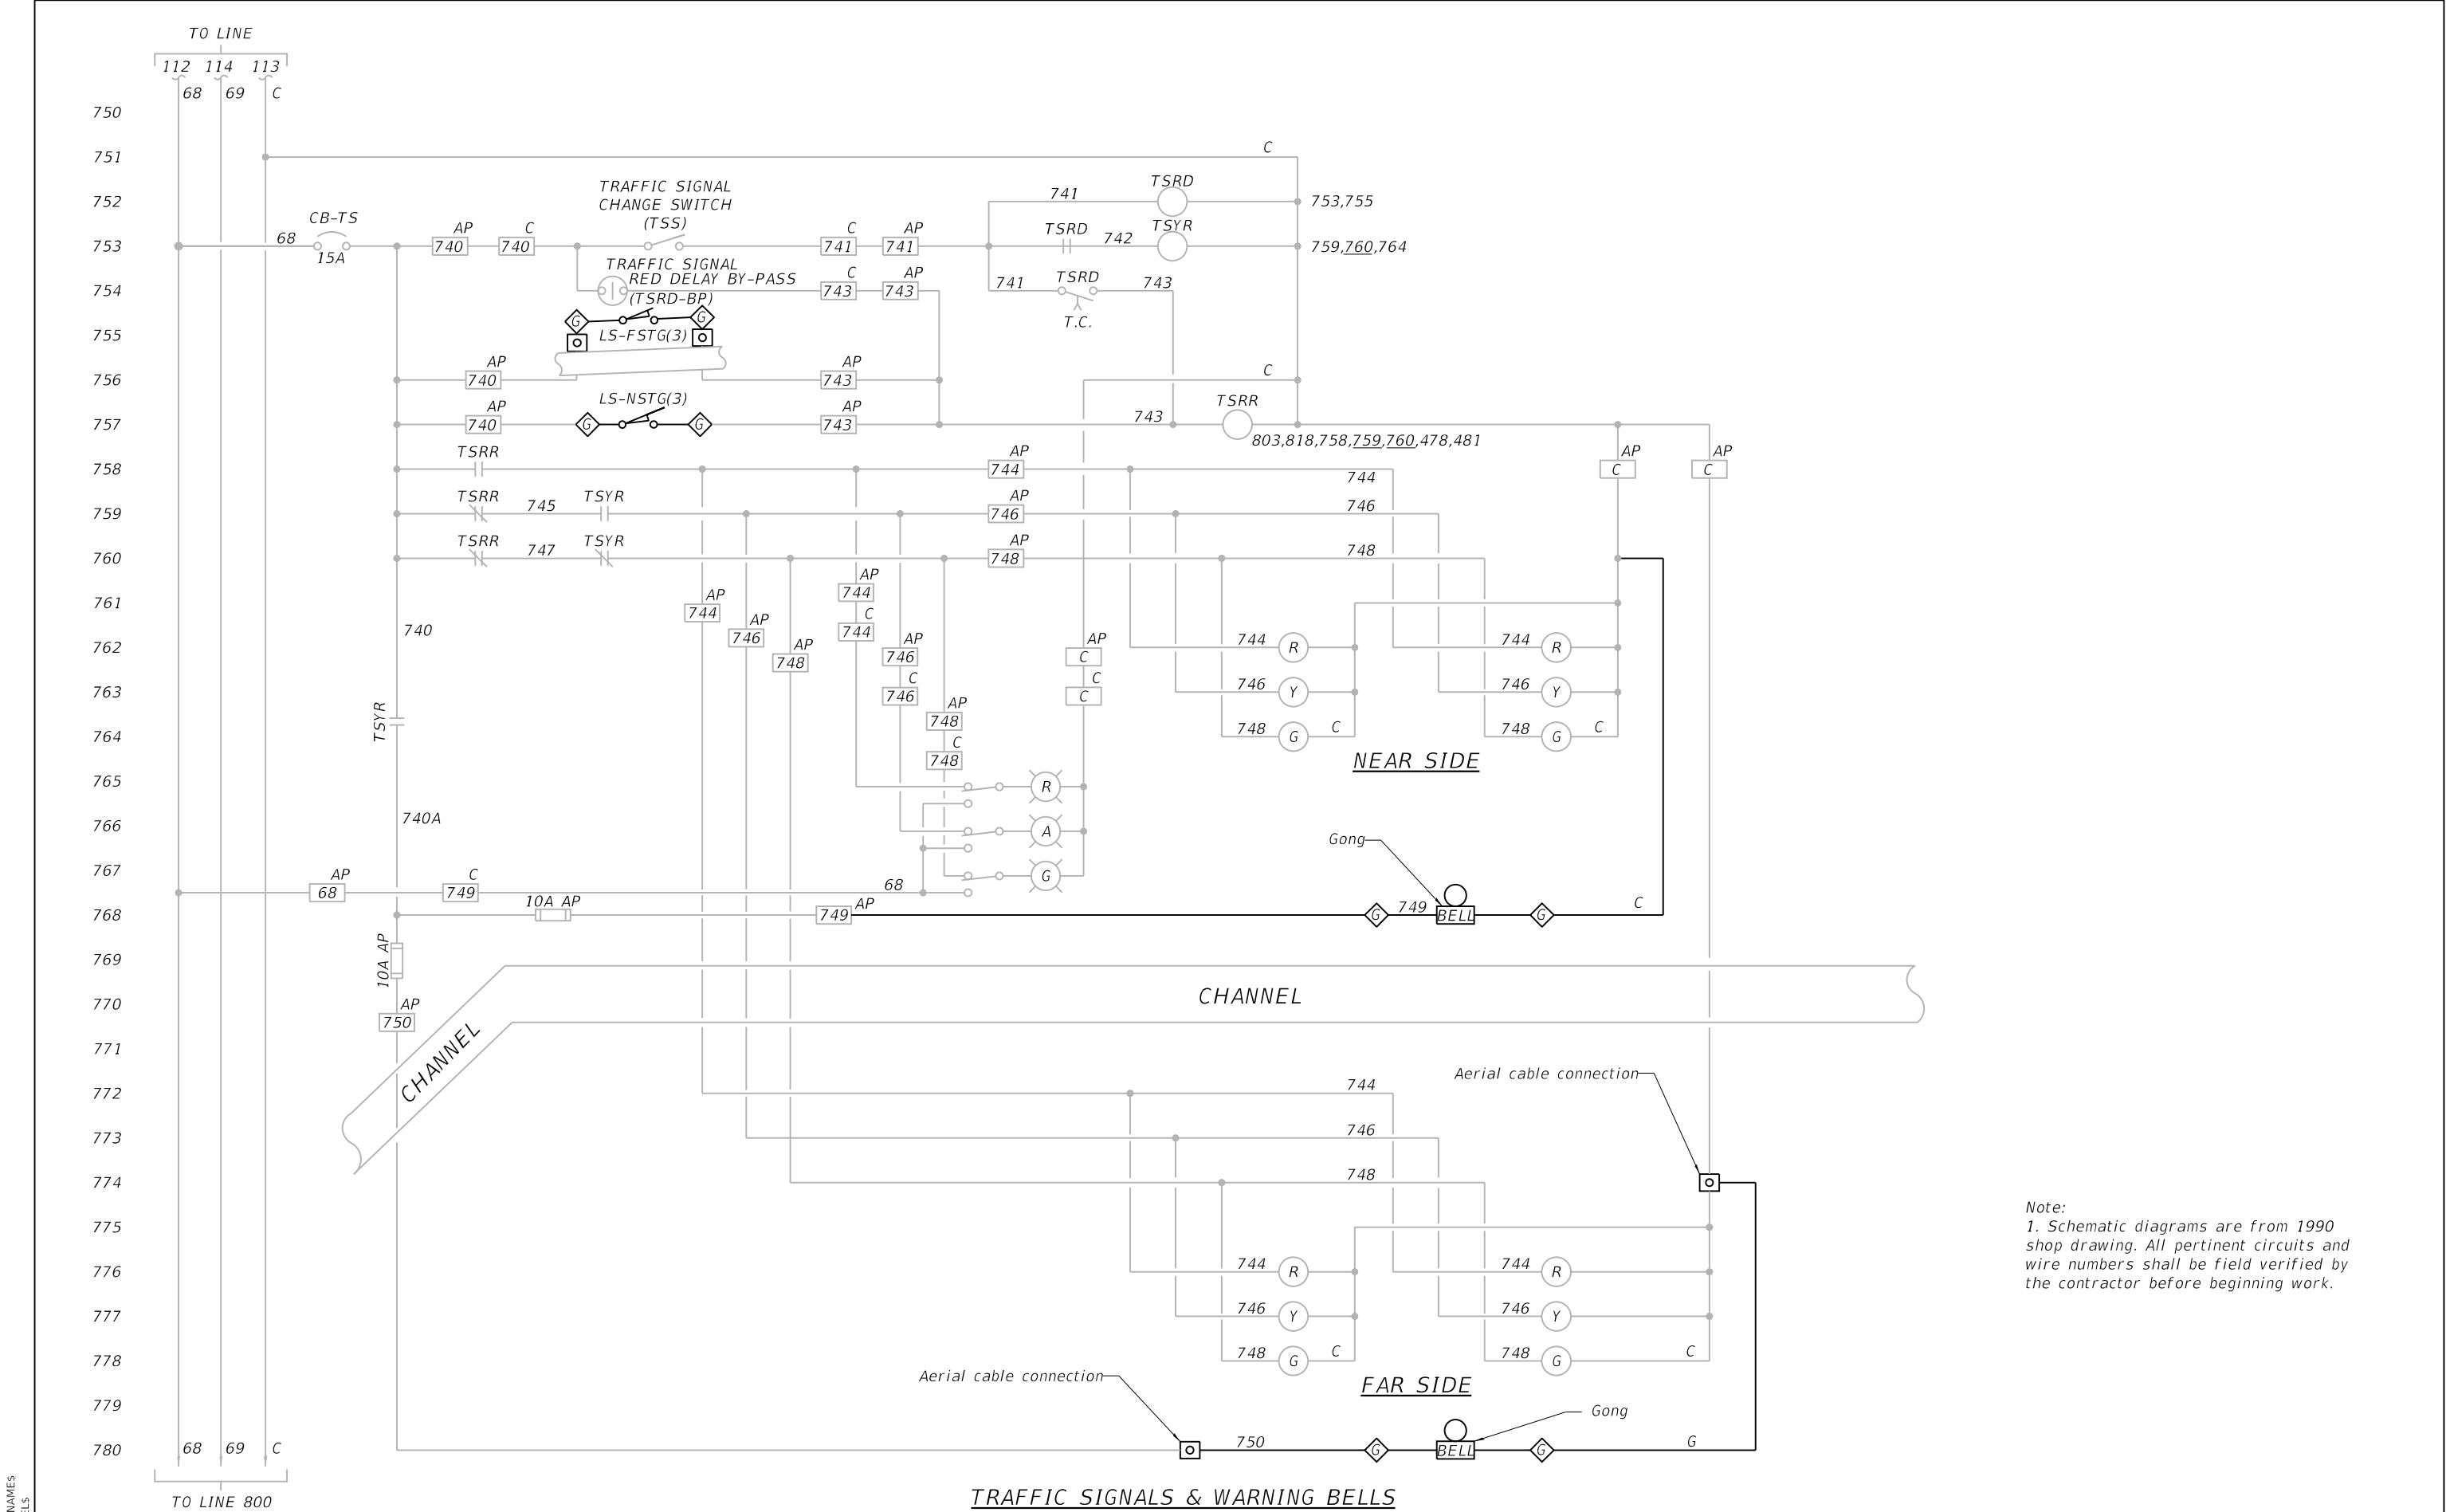 TO LINE
112 114 113
68 69 C
750
751 C
TRAFFIC SIGNAL
CHANGE SWITCH
(TSS)
TSRD
752 741 753,755
CB-TS
753 68 15A AP 740 C 740 C 741 AP 741 TSRD 742 TSYR 759,760,764
TRAFFIC SIGNAL
RED DELAY BY-PASS
(TSRD-BP)
754 C 743 AP 743 741 TSRD 743
T.C.
G G
755 LS-FSTG(3)
756 AP 740 AP 743 C
LS-NSTG(3)
757 AP 740 G G AP 743 743 TSRR
803,818,758,759,760,478,481
758 TSRR AP 744 744 AP C AP C
759 TSRR 745 TSYR AP 746 746
760 TSRR 747 TSYR AP 748 748
761 AP 744 AP 744
740 AP 746 C 744
762 AP 748 AP 746 AP C 744 R 744 R
763 C 746 C C 746 Y 746 Y
TSYR
AP 748
764 C 748 748 G C 748 G C
NEAR SIDE
765 R
766 740A A
Gong
767 G
AP 68 C 749 68
768 10A AP 749 AP G 749 BELL G C
769 10A AP
770 CHANNEL
AP 750
CHANNEL
771
Aerial cable connection
772 744
773 746
774 748
775
776 744 R 744 R
777 746 Y 746 Y
778 748 G C 748 G C
Aerial cable connection
FAR SIDE
779
Gong
780 68 69 C 750 G BELL G G
TO LINE 800
TRAFFIC SIGNALS & WARNING BELLS
Note:
1. Schematic diagrams are from 1990
shop drawing. All pertinent circuits and
wire numbers shall be field verified by
the contractor before beginning work.
NAMES